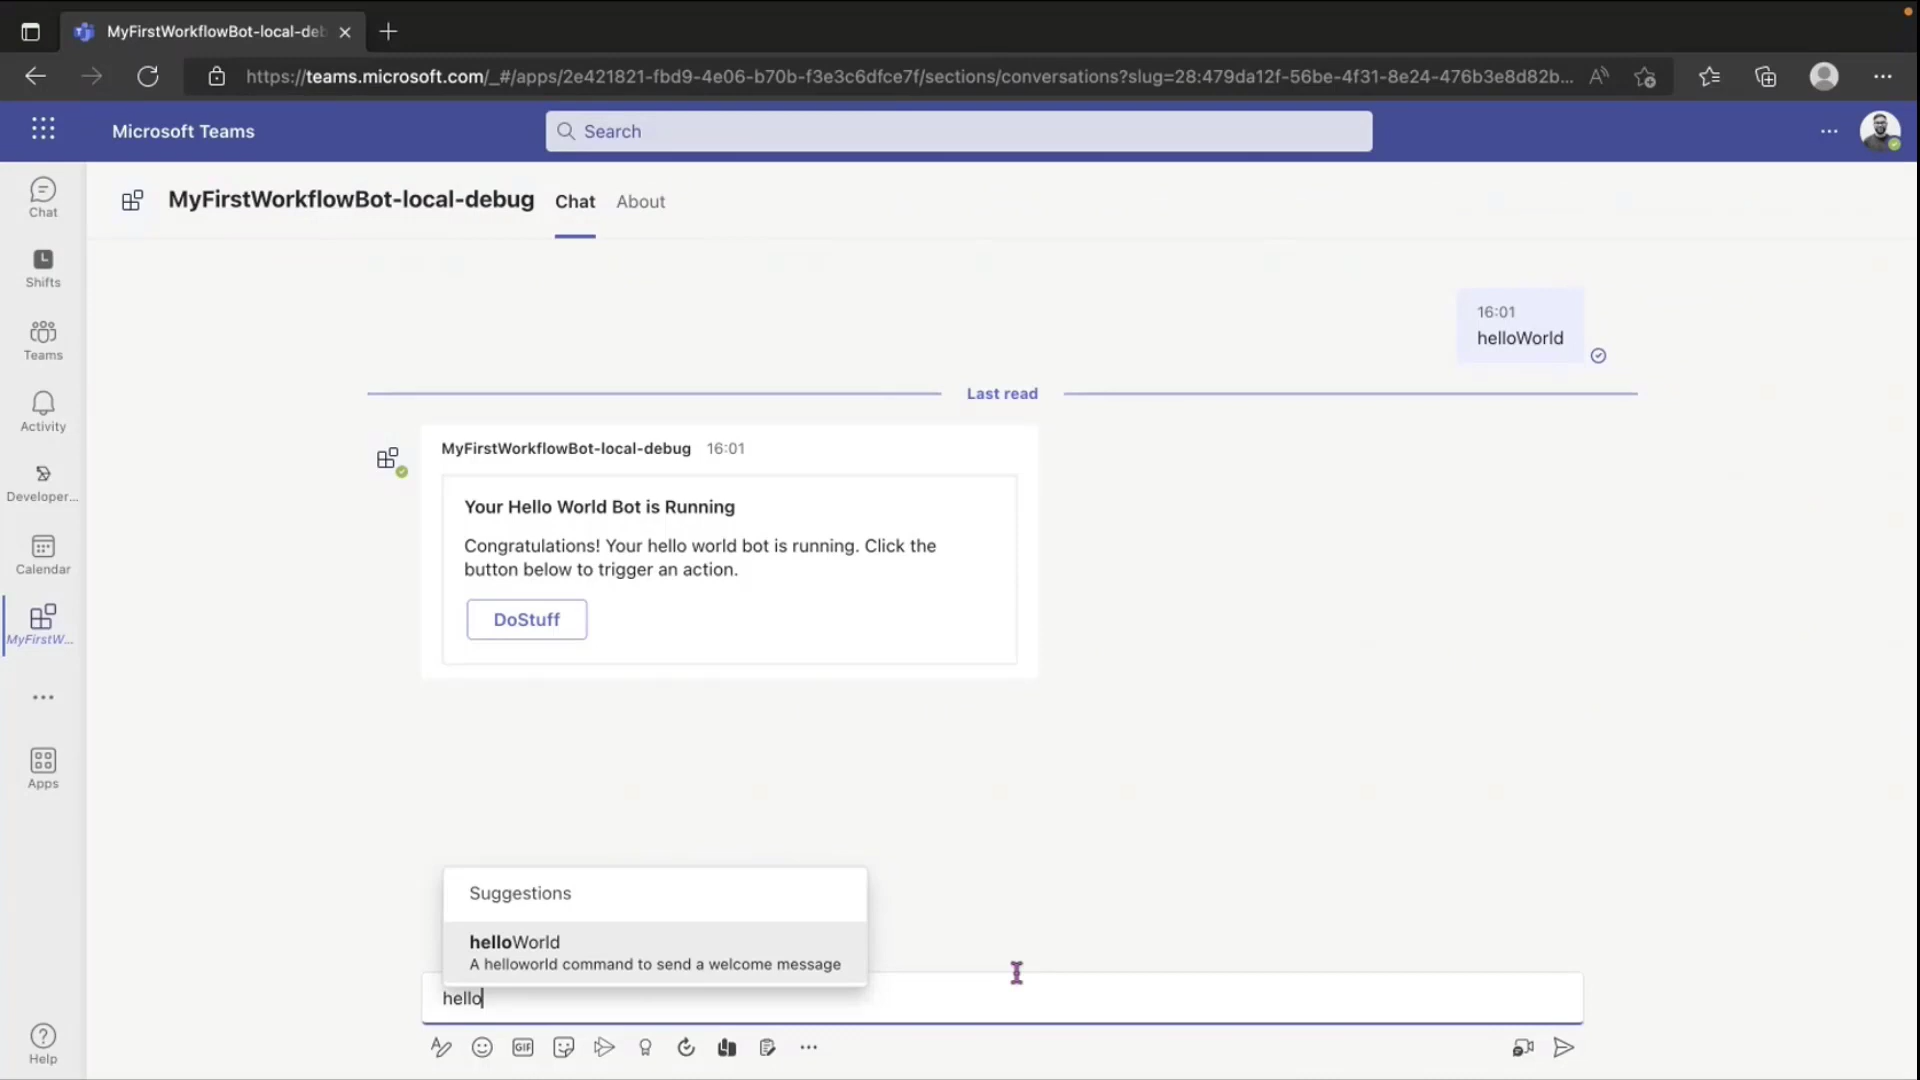 MyFirstWorkflowBot-local-deb
https://teams.microsoft.com/_#/apps/2e421821-fbd9-4e06-b70b-f3e3c6dfce7f/sections/conversations?slug=28:479da12f-56be-4f31-8e24-476b3e8d82b...
Microsoft Teams
Search
Chat
Shifts
Teams
Activity
Developer...
Calendar
MyFirstW...
Apps
Help
MyFirstWorkflowBot-local-debug
Chat
About
16:01
helloWorld
Last read
MyFirstWorkflowBot-local-debug 16:01
Your Hello World Bot is Running
Congratulations! Your hello world bot is running. Click the
button below to trigger an action.
DoStuff
Suggestions
helloWorld
A helloworld command to send a welcome message
hello
GIF